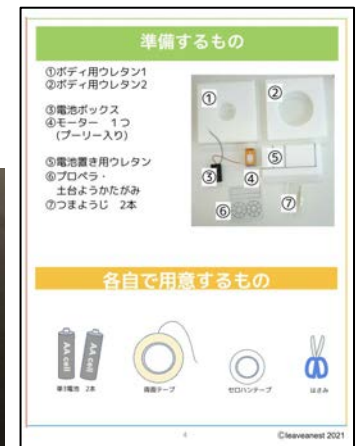 準備するもの
①ボディ用ウレタン1
②ボディ用ウレタン2
③電池ボックス
④モーター 1つ
(プーリー入り)
⑤電池置き用ウレタン
⑥プロペラ・
土台ようかたがみ
⑦つまようじ 2本
① ②
③ ④ ⑤
⑥ ⑦
各自で用意するもの
AA cell AA cell
単3電池 2本 両面テープ セロハンテープ はさみ
4
©leaveanest 2021